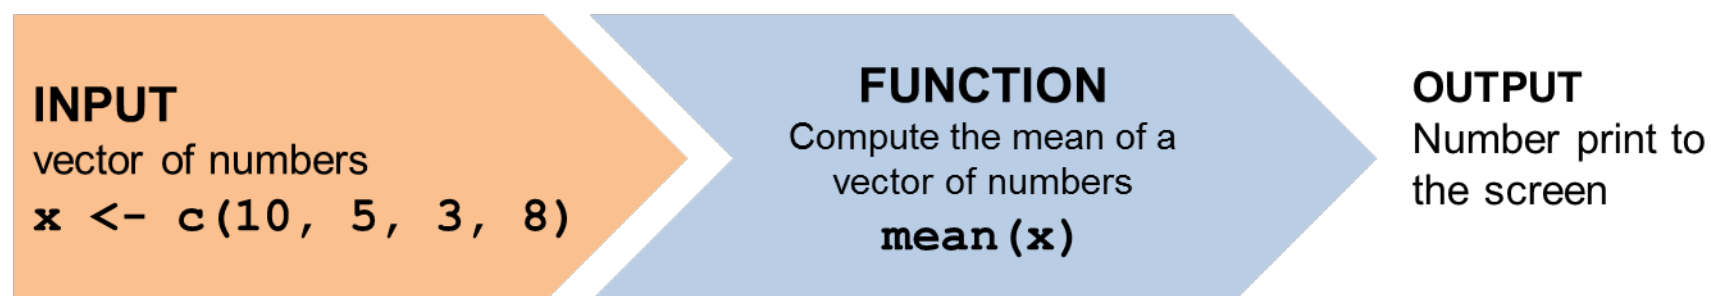 INPUT
vector of numbers
x <- c(10, 5, 3, 8)
FUNCTION
Compute the mean of a
vector of numbers
mean(x)
OUTPUT
Number print to
the screen